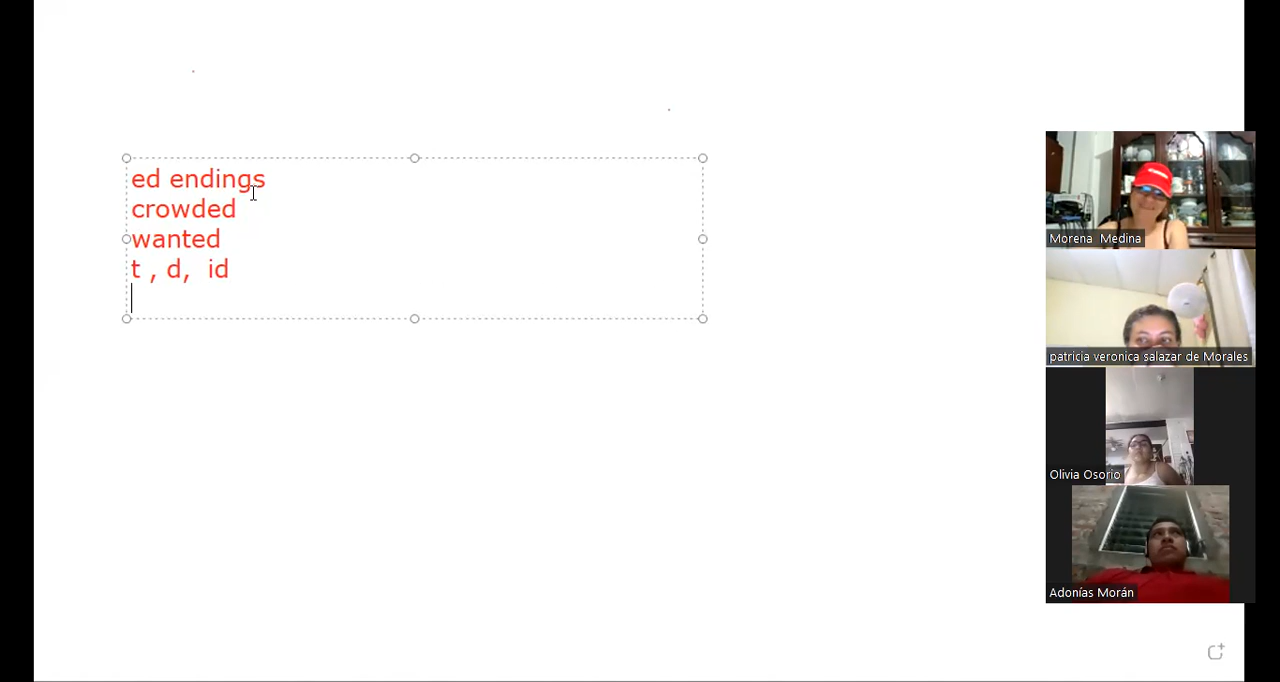 ed endings
crowded
wanted
t , d, id
Morena Medina
patricia veronica salazar de Morales
Olivia Osorio
Adonías Morán